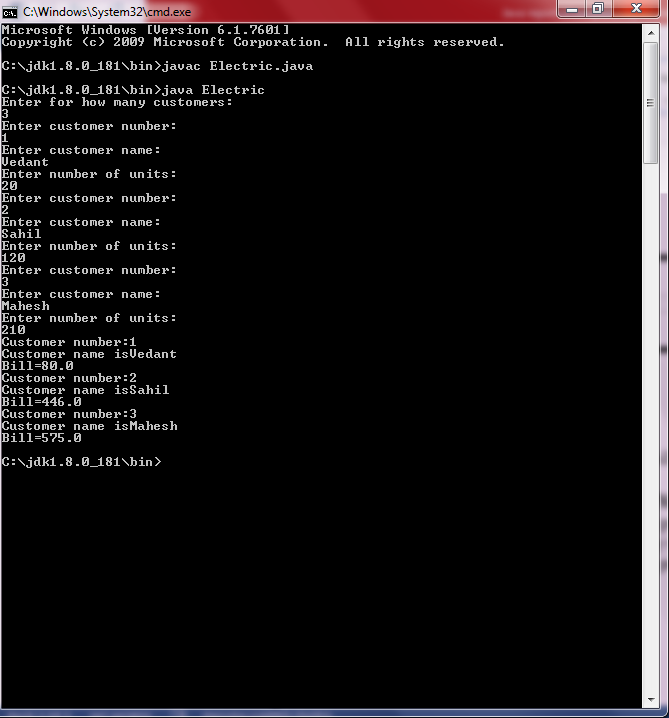 C:\Windows\System32\cmd.exe
Microsoft Windows [Version 6.1.7601]
Copyright (c) 2009 Microsoft Corporation.  All rights reserved.
C:\jdk1.8.0_181\bin>javac Electric.java
C:\jdk1.8.0_181\bin>java Electric
Enter for how many customers:
3
Enter customer number:
1
Enter customer name:
Vedant
Enter number of units:
20
Enter customer number:
2
Enter customer name:
Sahil
Enter number of units:
120
Enter customer number:
3
Enter customer name:
Mahesh
Enter number of units:
210
Customer number:1
Customer name isVedant
Bill=80.0
Customer number:2
Customer name isSahil
Bill=446.0
Customer number:3
Customer name isMahesh
Bill=575.0
C:\jdk1.8.0_181\bin>